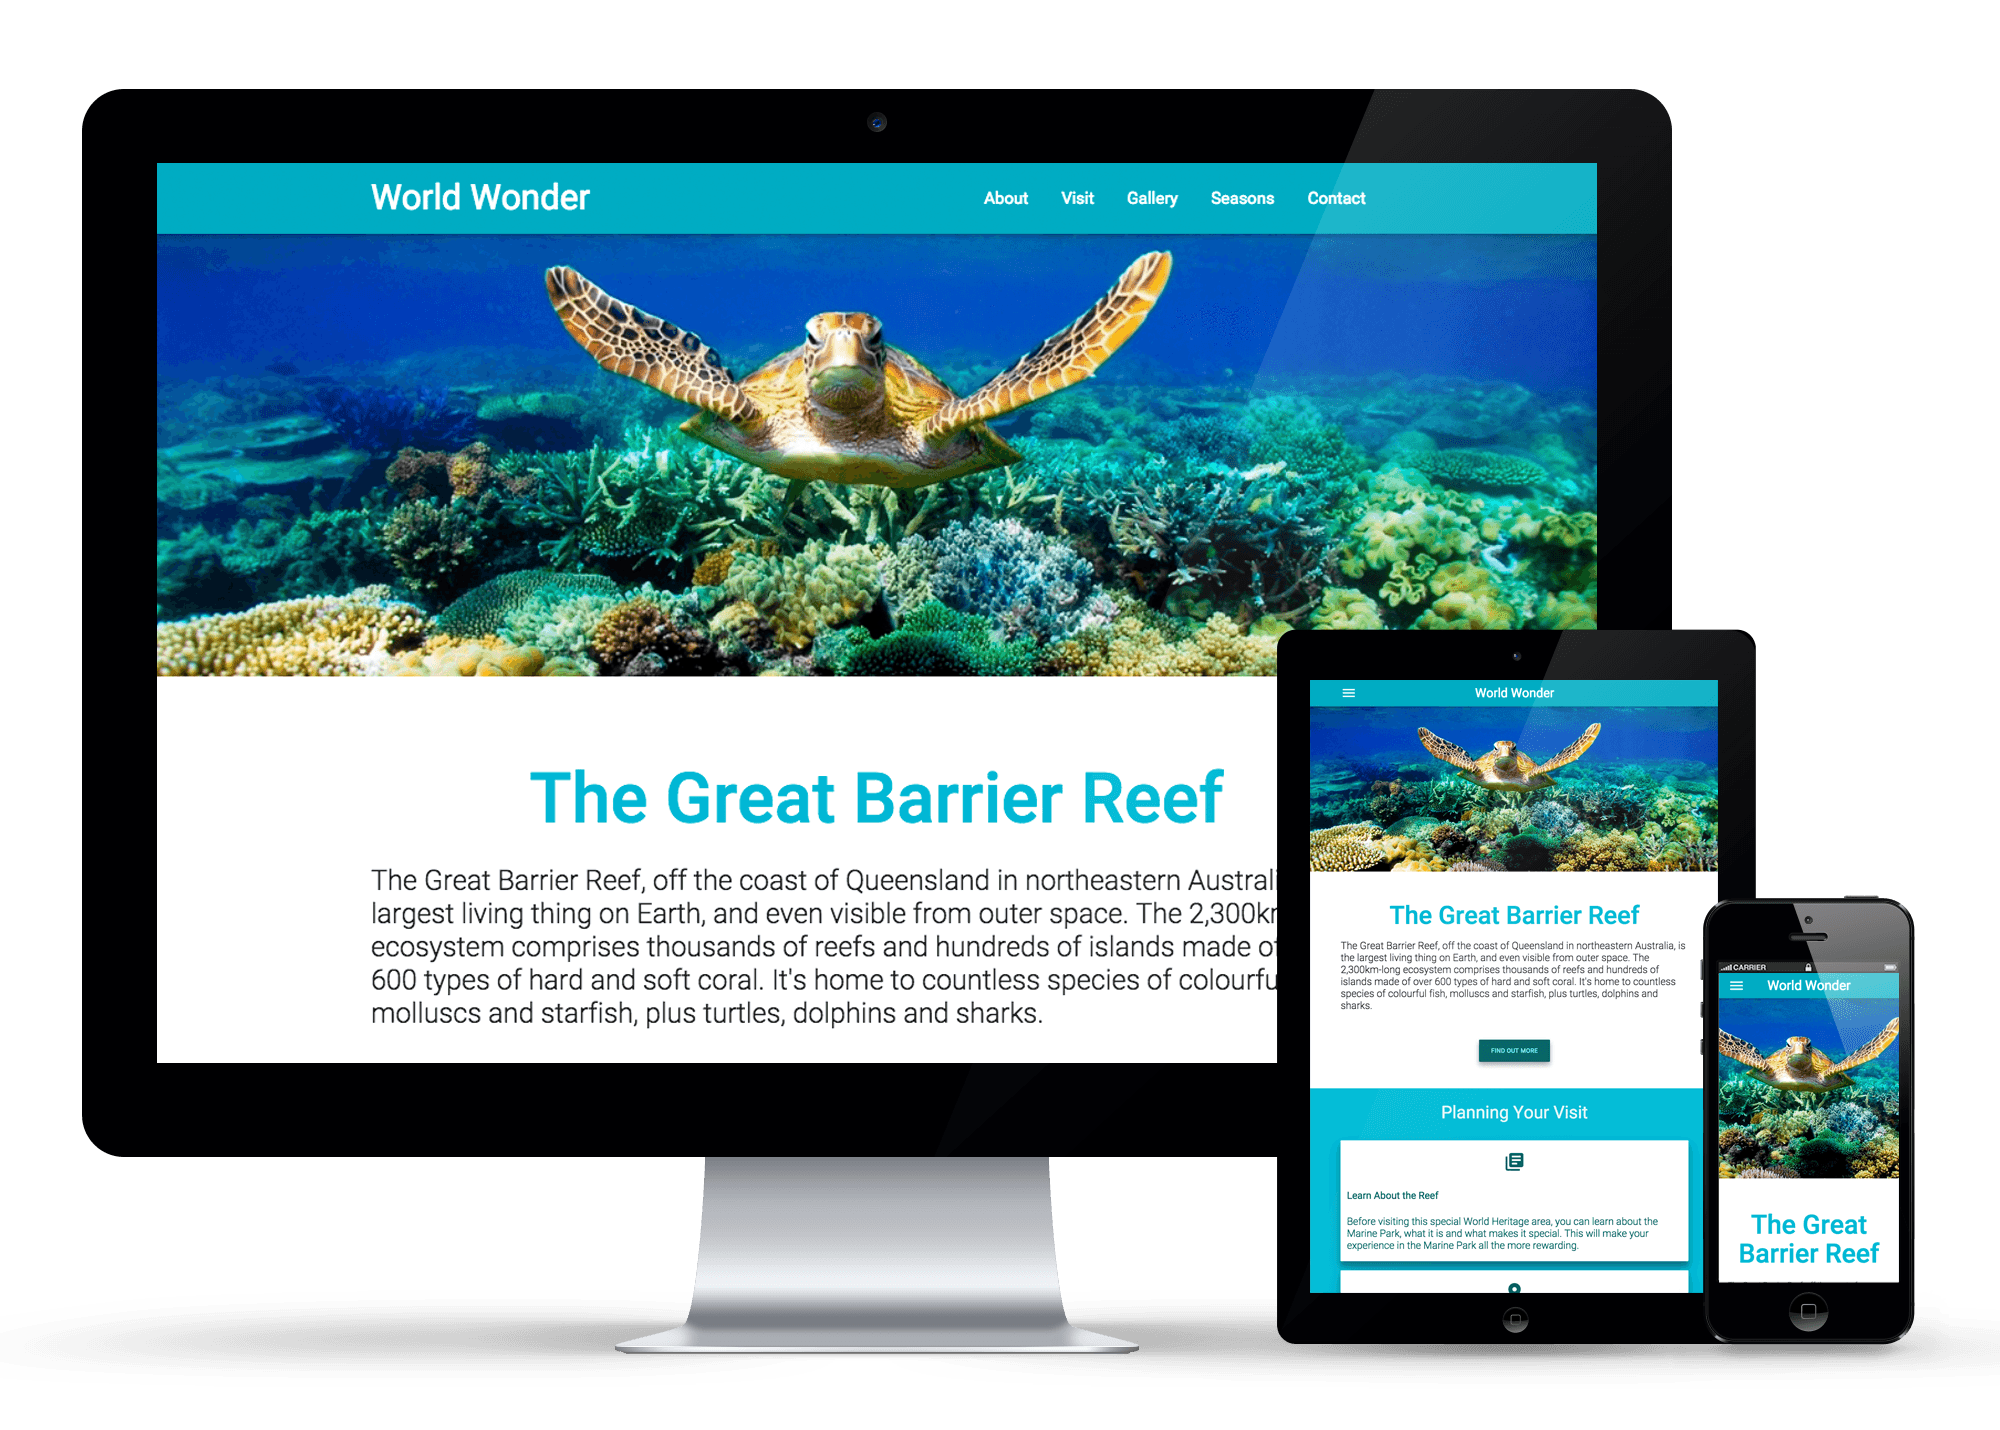 World Wonder
About Visit Gallery Seasons Contact
The Great Barrier Reef
The Great Barrier Reef, off the coast of Queensland in northeastern Australi
largest living thing on Earth, and even visible from outer space. The 2,300k
ecosystem comprises thousands of reefs and hundreds of islands made of
600 types of hard and soft coral. It's home to countless species of colourfu
molluscs and starfish, plus turtles, dolphins and sharks.
World Wonder
The Great Barrier Reef
The Great Barrier Reef, off the coast of Queensland in northeastern Australia, is
the largest living thing on Earth, and even visible from outer space. The
2,300km-long ecosystem comprises thousands of reefs and hundreds of
islands made of over 600 types of hard and soft coral. It's home to countless
species of colourful fish, molluscs and starfish, plus turtles, dolphins and
sharks.
FIND OUT MORE
Planning Your Visit
Learn About the Reef
Before visiting this special World Heritage area, you can learn about the
Marine Park, what it is and what makes it special. This will make your
experience in the Marine Park all the more rewarding.
CARRIER
World Wonder
The Great
Barrier Reef